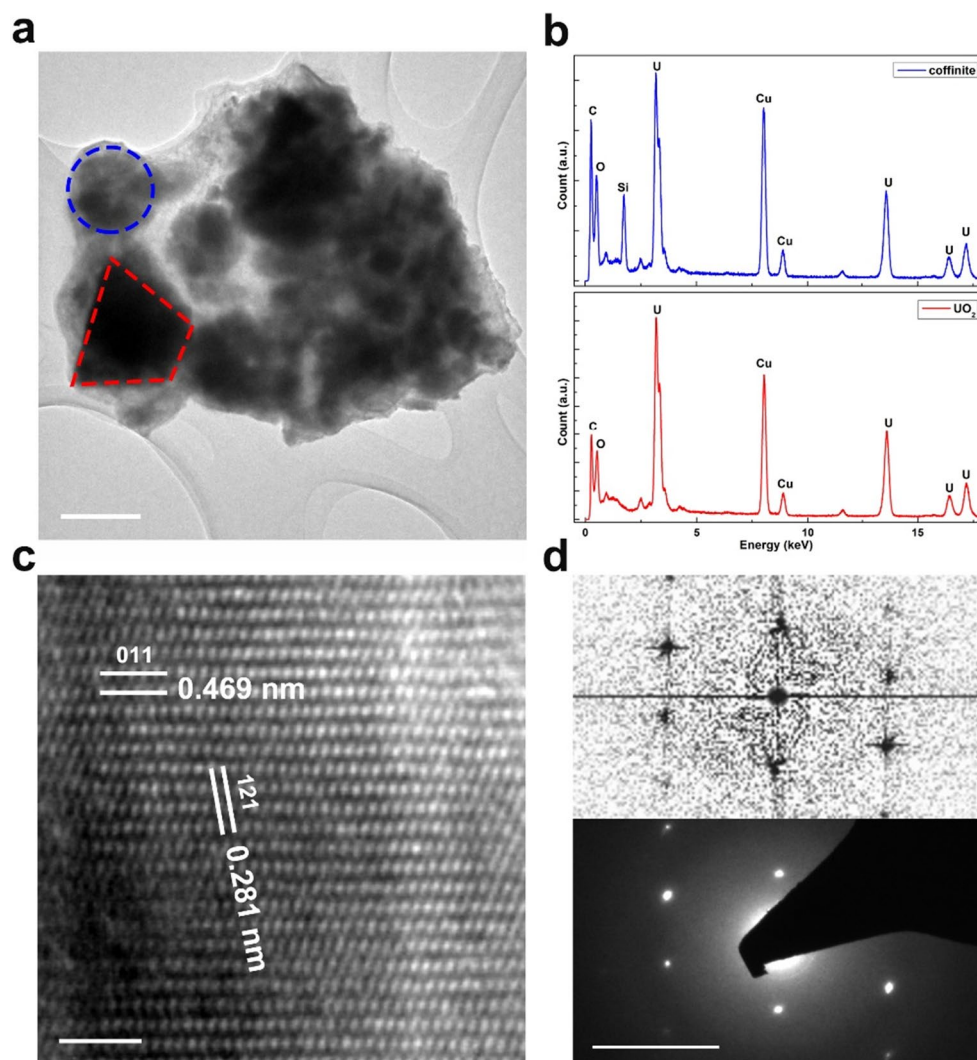 a
b
U
coffinite
Cu
C
O
Si
U
Cu
U
U
Count (a.u.)
U
UO₂
Cu
C
O
U
Cu
U
U
Count (a.u.)
0
5
10
15
Energy (keV)
c
d
011
0.469 nm
121
0.281 nm